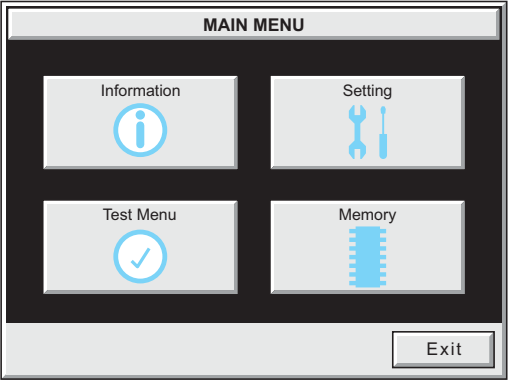 MAIN MENU
Information
Setting
Test Menu
Memory
Exit